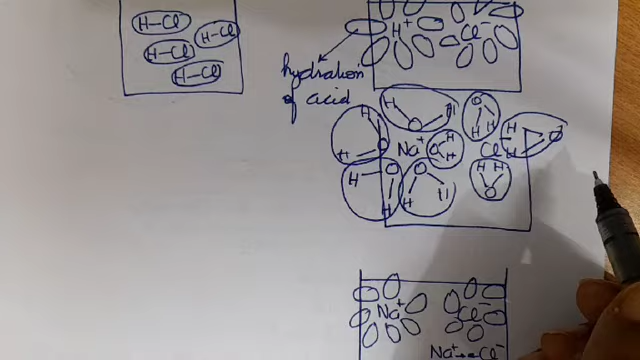 H-Cl
H-Cl
H-Cl
H-Cl
H⁺ Cl⁻
hydration
of acid
H H O H H
H O H O
Na⁺ O H H Cl⁻ H H O
H O H
O H H
H H O
Na⁺ Cl⁻
Na⁺ Cl⁻